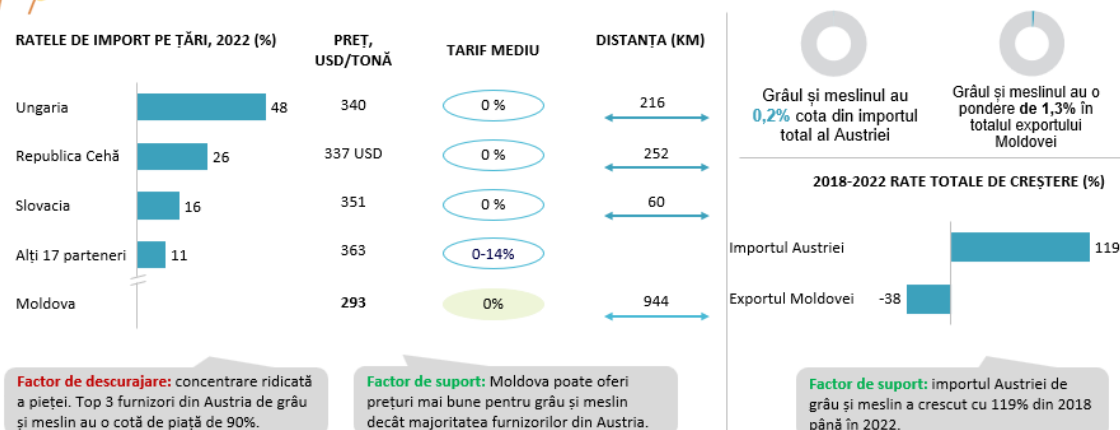 RATELE DE IMPORT PE ȚĂRI, 2022 (%)
PREȚ,
USD/TONĂ
TARIF MEDIU
DISTANȚA (KM)
Ungaria
48
340
0 %
216
Republica Cehă
26
337 USD
0 %
252
Slovacia
16
351
0 %
60
Alți 17 parteneri
11
363
0-14%
Moldova
293
0%
944
Factor de descurajare: concentrare ridicată
a pieței. Top 3 furnizori din Austria de grâu
și meslin au o cotă de piață de 90%.
Factor de suport: Moldova poate oferi
prețuri mai bune pentru grâu și meslin
decât majoritatea furnizorilor din Austria.
Grâul și meslinul au
0,2% cota din importul
total al Austriei
Grâul și meslinul au o
pondere de 1,3% în
totalul exportului
Moldovei
2018-2022 RATE TOTALE DE CREȘTERE (%)
Importul Austriei
119
Exportul Moldovei
-38
Factor de suport: importul Austriei de
grâu și meslin a crescut cu 119% din 2018
până în 2022.